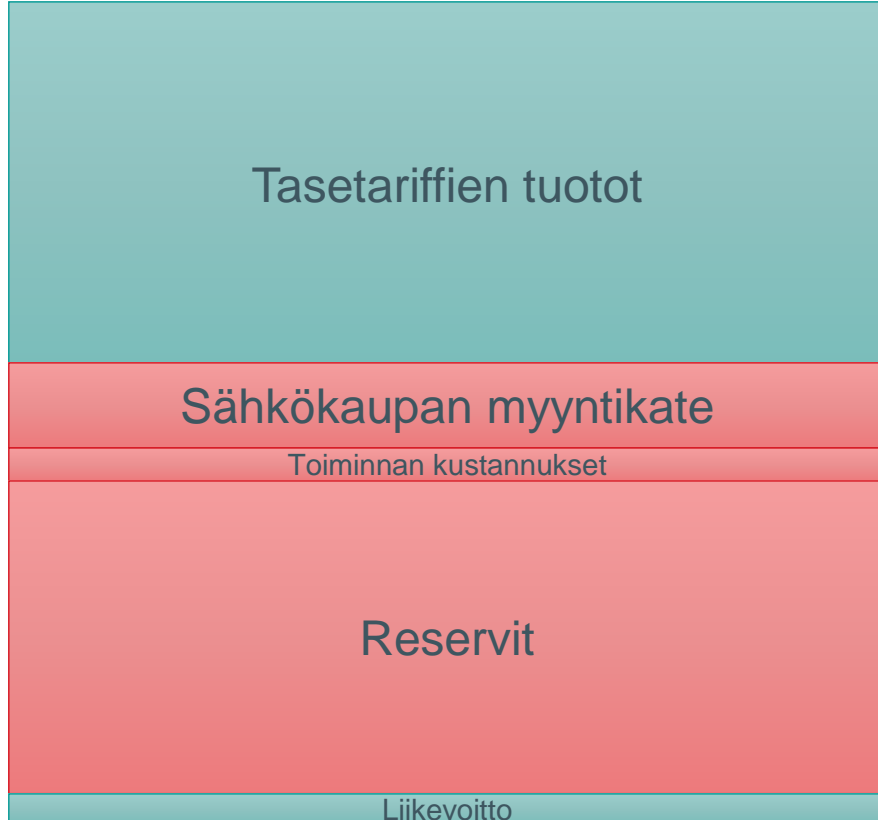 Tasetariffien tuotot
Sähkökaupan myyntikate
Toiminnan kustannukset
Reservit
Liikevoitto